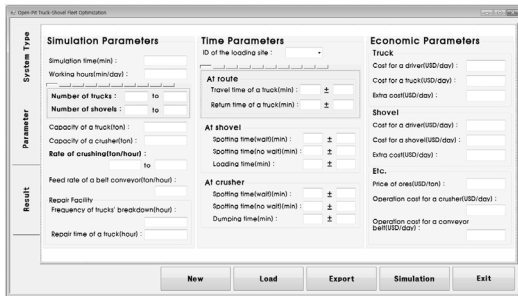 Open-Pit Truck-Shovel Fleet Optimization
System Type
Parameter
Result
Simulation Parameters
Simulation time(min) :
Working hours(min/day) :
Number of trucks : to
Number of shovels : to
Capacity of a truck(ton) :
Capacity of a crusher(ton) :
Rate of crushing(ton/hour) :
to
Feed rate of a belt conveyor(ton/hour) :
Repair Facility
Frequency of trucks' breakdown(hour) :
Repair time of a truck(hour) :
Time Parameters
ID of the loading site :
At route
Travel time of a truck(min) : ±
Return time of a truck(min) : ±
At shovel
Spotting time(wait)(min) : ±
Spotting time(no wait)(min) : ±
Loading time(min) : ±
At crusher
Spotting time(wait)(min) : ±
Spotting time(no wait)(min) : ±
Dumping time(min) : ±
Economic Parameters
Truck
Cost for a driver(USD/day) :
Cost for a truck(USD/day) :
Extra cost(USD/day) :
Shovel
Cost for a driver(USD/day) :
Cost for a shovel(USD/day) :
Extra cost(USD/day) :
Etc.
Price of ores(USD/ton) :
Operation cost for a crusher(USD/day) :
Operation cost for a conveyor
belt(USD/day) :
New
Load
Export
Simulation
Exit